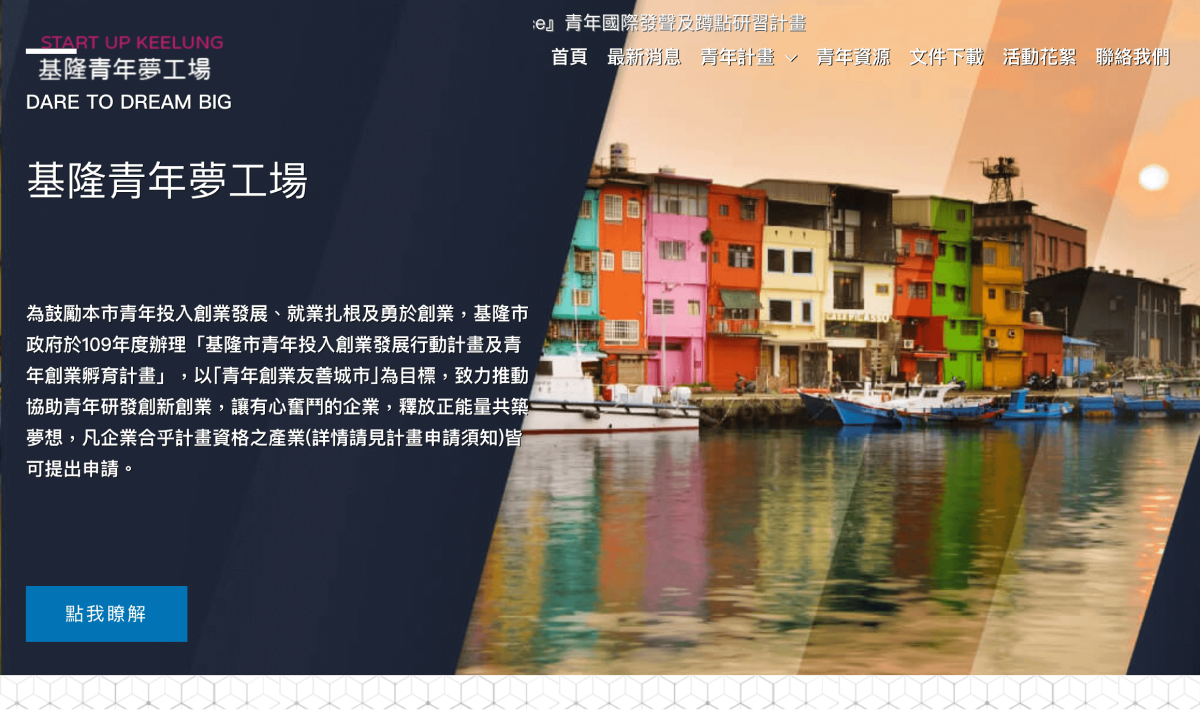 START UP KEELUNG
基隆青年夢工場
DARE TO DREAM BIG
e』青年國際發聲及蹲點研習計畫
首頁 最新消息 青年計畫 青年資源 文件下載 活動花絮 聯絡我們
基隆青年夢工場
為鼓勵本市青年投入創業發展、就業扎根及勇於創業，基隆市
政府於109年度辦理「基隆市青年投入創業發展行動計畫及青
年創業孵育計畫」，以｢青年創業友善城市｣為目標，致力推動
協助青年研發創新創業，讓有心奮鬥的企業，釋放正能量共築
夢想，凡企業合乎計畫資格之產業(詳情請見計畫申請須知)皆
可提出申請。
點我瞭解